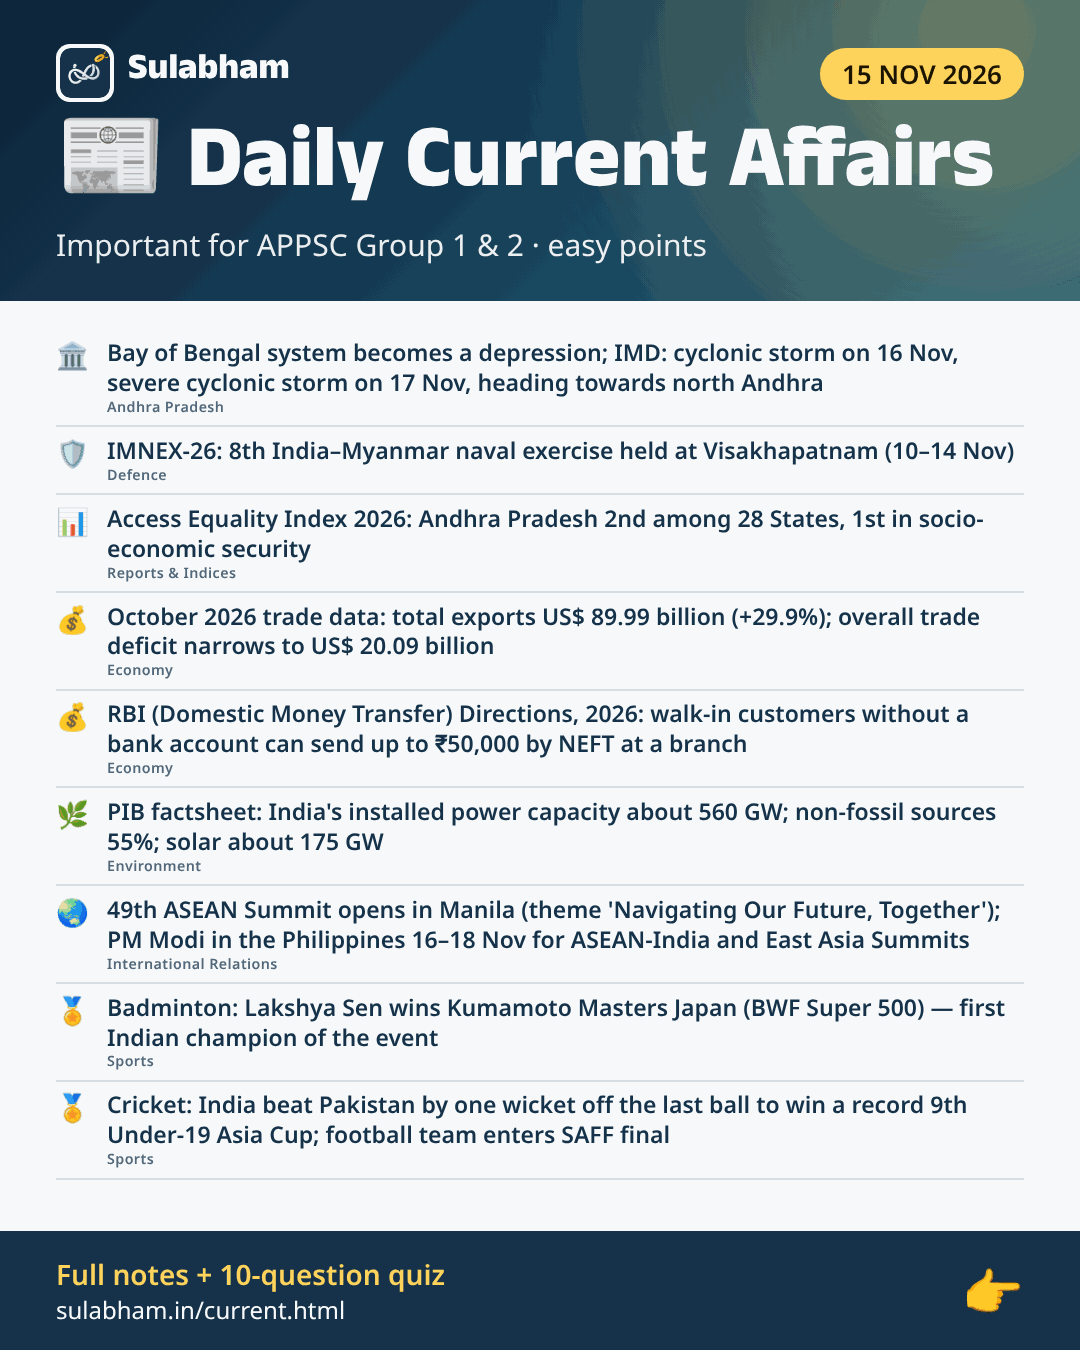 Sulabham
15 NOV 2026
Daily Current Affairs
Important for APPSC Group 1 & 2 · easy points
Bay of Bengal system becomes a depression; IMD: cyclonic storm on 16 Nov,
severe cyclonic storm on 17 Nov, heading towards north Andhra
Andhra Pradesh
IMNEX-26: 8th India–Myanmar naval exercise held at Visakhapatnam (10–14 Nov)
Defence
Access Equality Index 2026: Andhra Pradesh 2nd among 28 States, 1st in socio-
economic security
Reports & Indices
October 2026 trade data: total exports US$ 89.99 billion (+29.9%); overall trade
deficit narrows to US$ 20.09 billion
Economy
RBI (Domestic Money Transfer) Directions, 2026: walk-in customers without a
bank account can send up to ₹50,000 by NEFT at a branch
Economy
PIB factsheet: India's installed power capacity about 560 GW; non-fossil sources
55%; solar about 175 GW
Environment
49th ASEAN Summit opens in Manila (theme 'Navigating Our Future, Together');
PM Modi in the Philippines 16–18 Nov for ASEAN-India and East Asia Summits
International Relations
Badminton: Lakshya Sen wins Kumamoto Masters Japan (BWF Super 500) — first
Indian champion of the event
Sports
Cricket: India beat Pakistan by one wicket off the last ball to win a record 9th
Under-19 Asia Cup; football team enters SAFF final
Sports
Full notes + 10-question quiz
sulabham.in/current.html